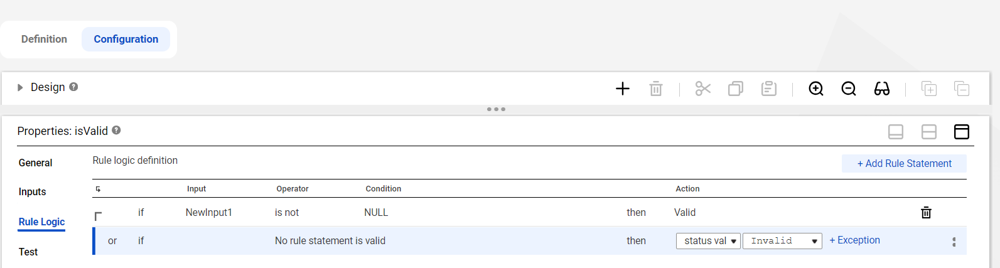 Definition Configuration
Design
Properties: isValid
General
Rule logic definition
+ Add Rule Statement
Inputs
Input Operator Condition Action
if NewInput1 is not NULL then Valid
Rule Logic
or if No rule statement is valid then status val Invalid + Exception
Test